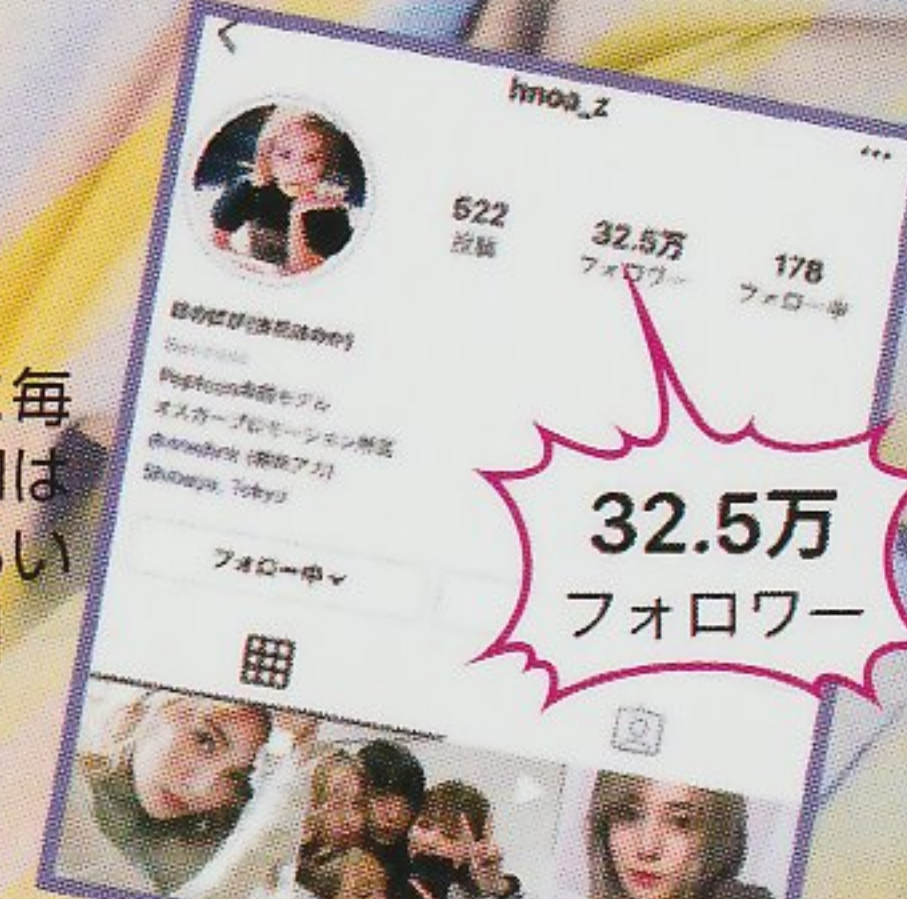 hnoa_z
522
投稿
32.5万
フォロワー
178
フォロー中
Popteen専属モデル
オスカープロモーション所属
Shibuya, Tokyo
フォロー中
32.5万
フォロワー
毎
は
い